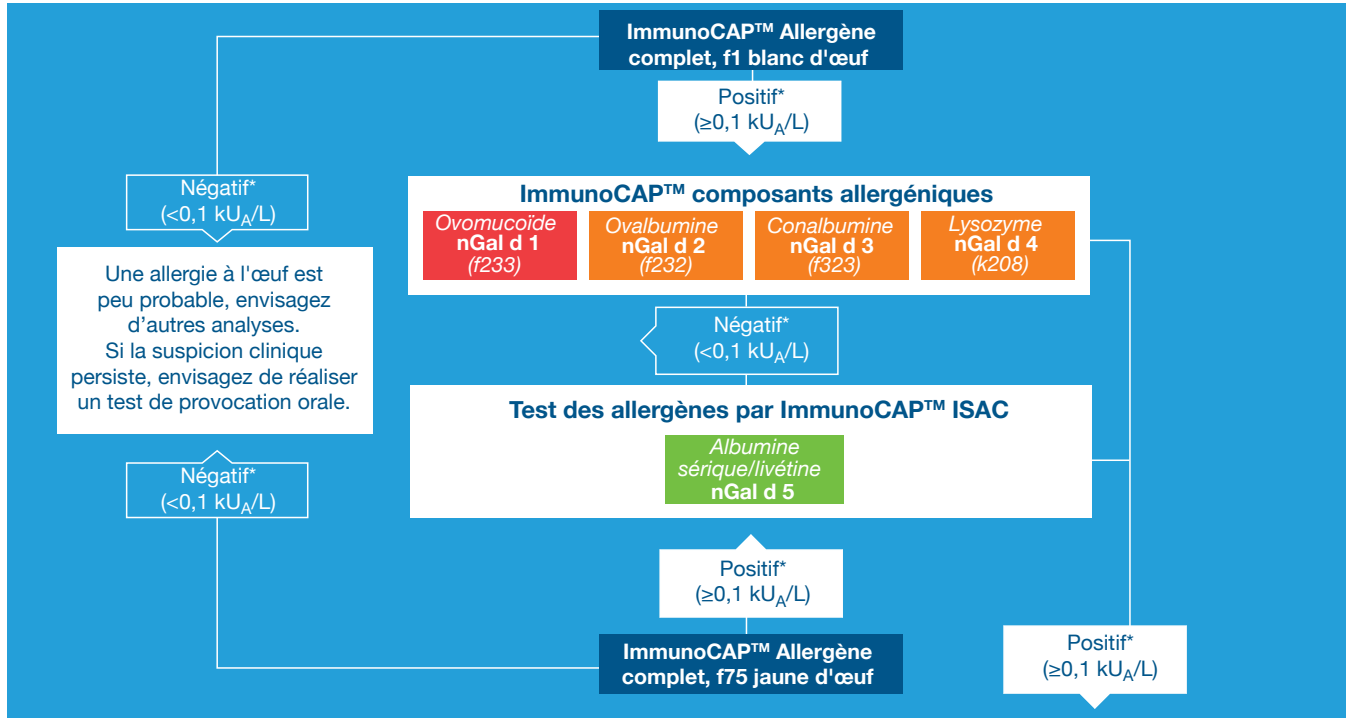 ImmunoCAP™ Allergène
complet, f1 blanc d'œuf
Positif*
(≥0,1 kUA/L)
Négatif*
(<0,1 kUA/L)
Une allergie à l'œuf est
peu probable, envisagez
d’autres analyses.
Si la suspicion clinique
persiste, envisagez de réaliser
un test de provocation orale.
ImmunoCAP™ composants allergéniques
Ovomucoïde
nGal d 1
(f233)
Ovalbumine
nGal d 2
(f232)
Conalbumine
nGal d 3
(f323)
Lysozyme
nGal d 4
(k208)
Négatif*
(<0,1 kUA/L)
Test des allergènes par ImmunoCAP™ ISAC
Albumine
sérique/livétine
nGal d 5
Négatif*
(<0,1 kUA/L)
Positif*
(≥0,1 kUA/L)
ImmunoCAP™ Allergène
complet, f75 jaune d'œuf
Positif*
(≥0,1 kUA/L)